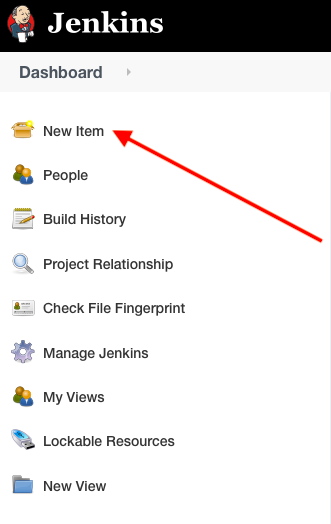 Jenkins
Dashboard
New Item
People
Build History
Project Relationship
Check File Fingerprint
Manage Jenkins
My Views
Lockable Resources
New View